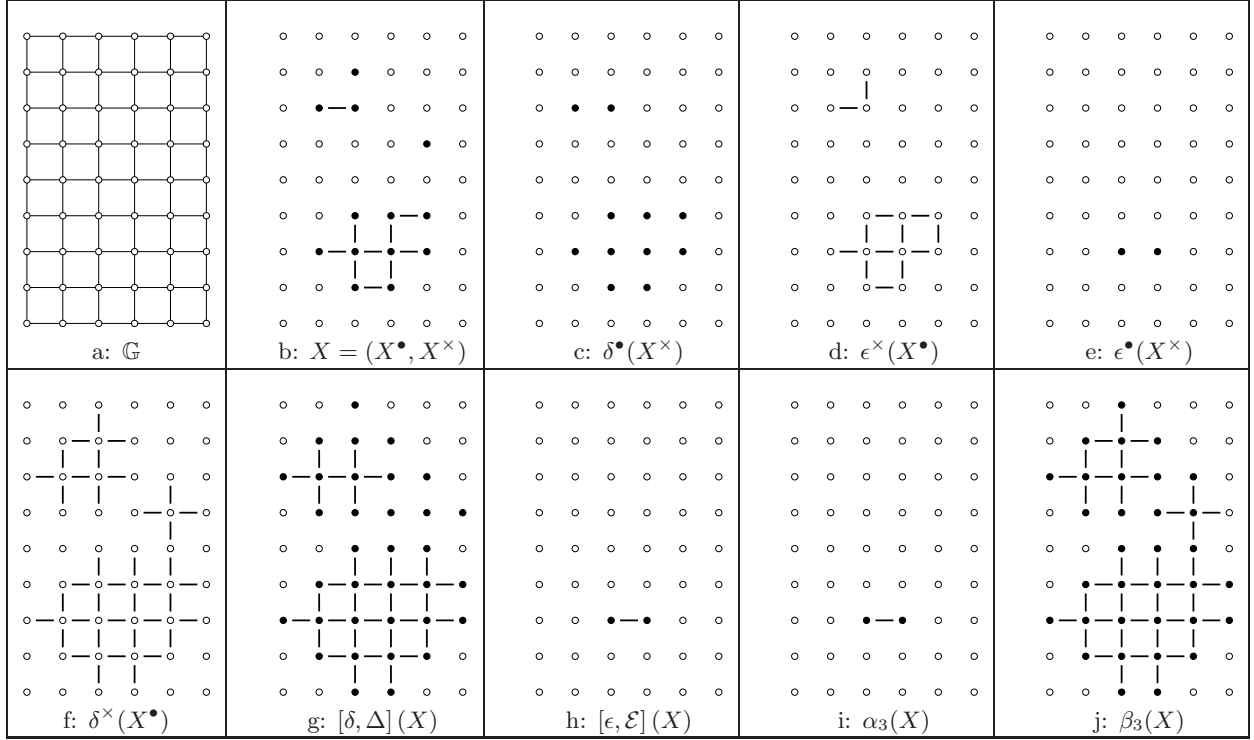 a: 𝔾
b: X = (X•, X×)
c: δ•(X×)
d: ϵ×(X•)
e: ϵ•(X×)
f: δ×(X•)
g: [δ, Δ] (X)
h: [ϵ, ℰ] (X)
i: α₃(X)
j: β₃(X)